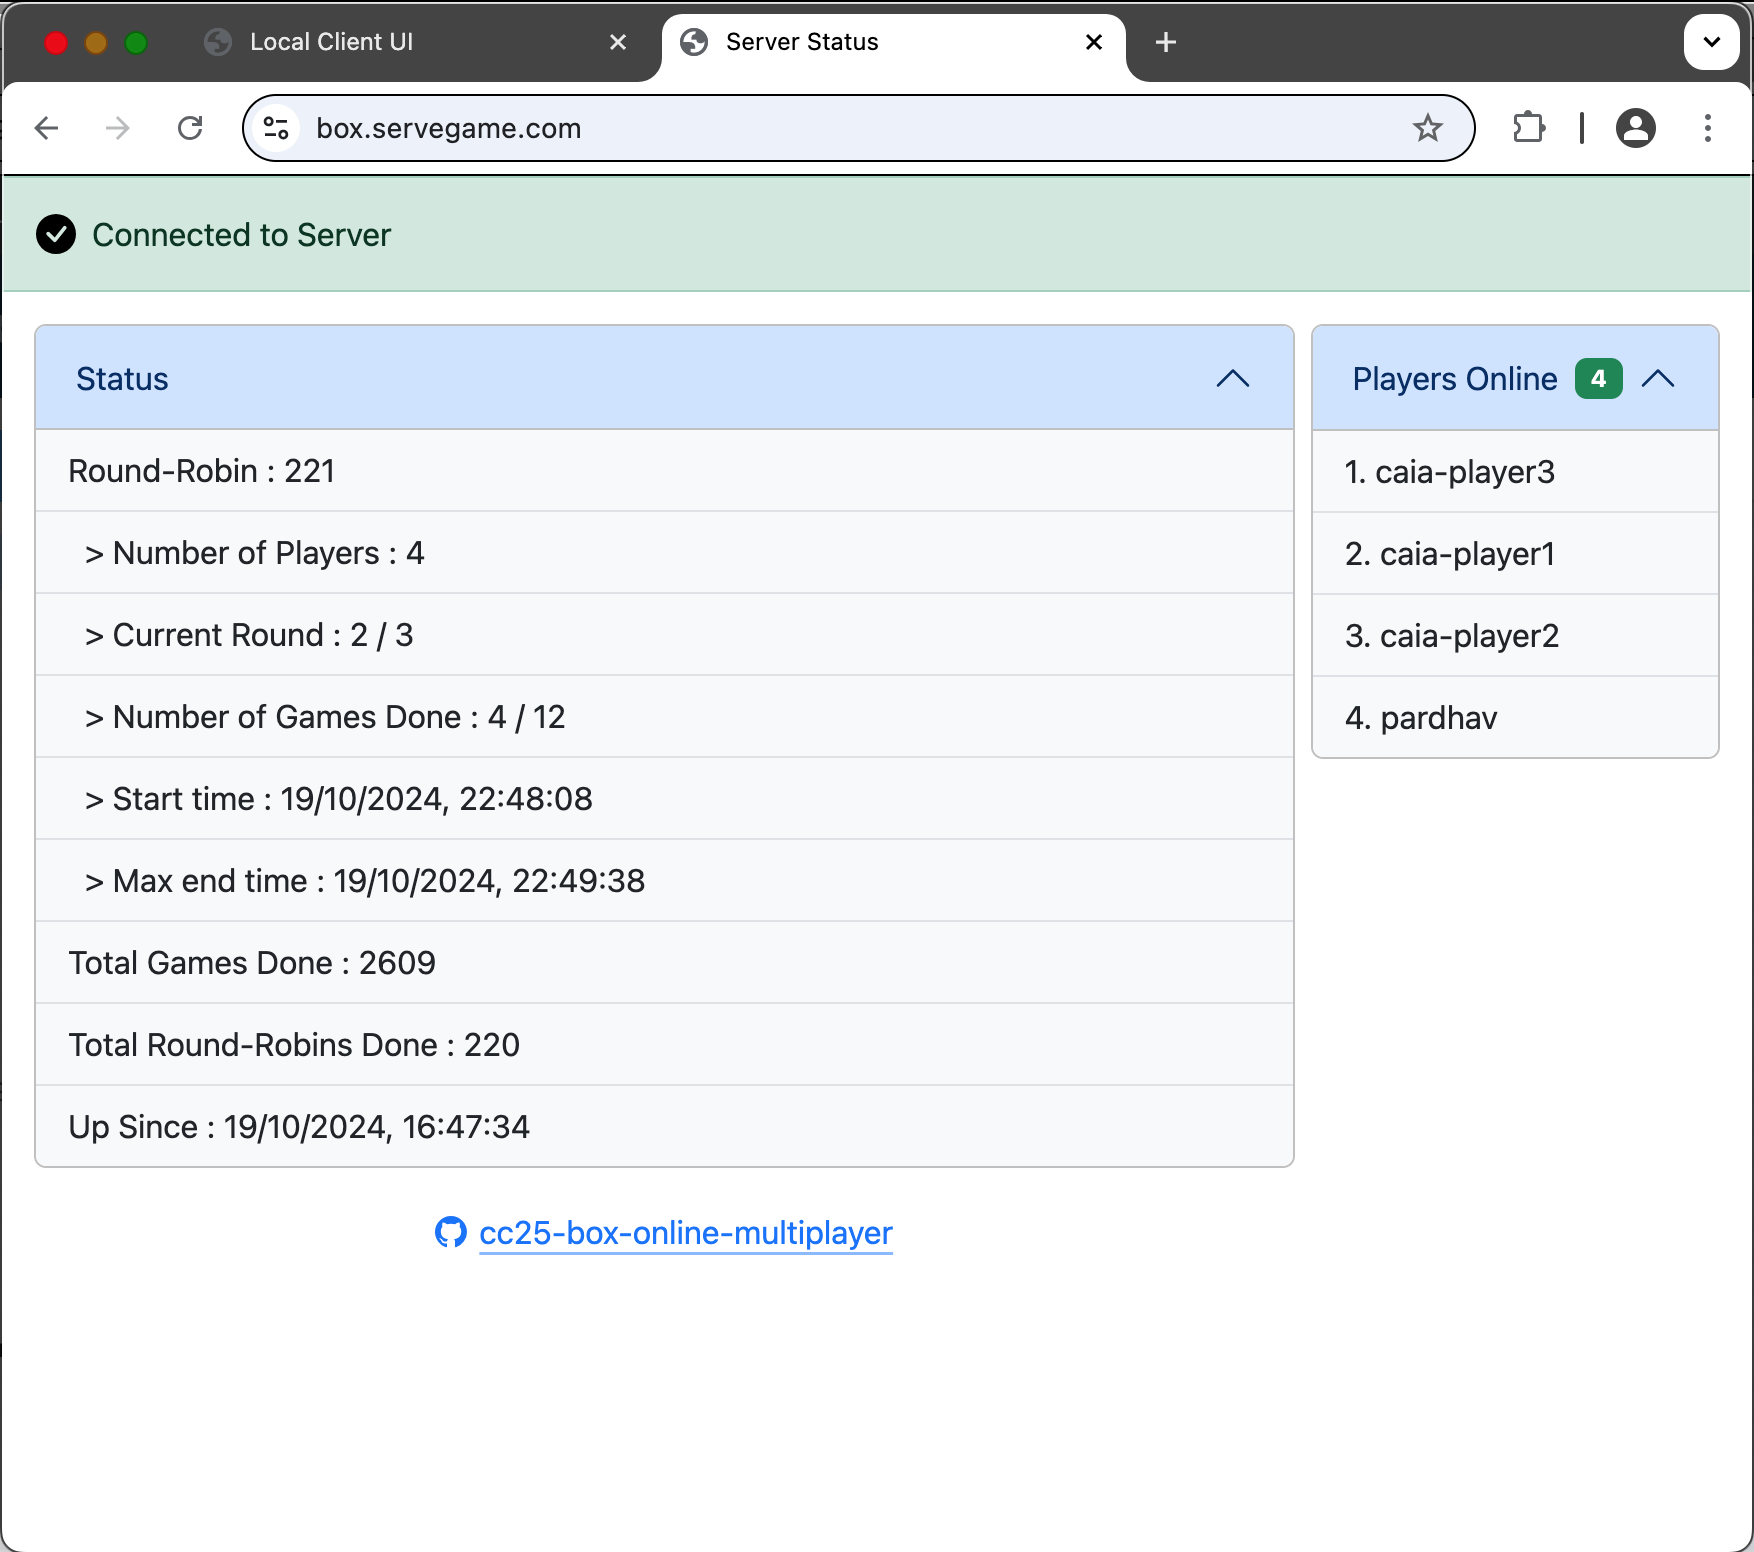 Local Client UI
Server Status
box.servegame.com
Connected to Server
Status
Round-Robin : 221
> Number of Players : 4
> Current Round : 2 / 3
> Number of Games Done : 4 / 12
> Start time : 19/10/2024, 22:48:08
> Max end time : 19/10/2024, 22:49:38
Total Games Done : 2609
Total Round-Robins Done : 220
Up Since : 19/10/2024, 16:47:34
Players Online 4
1. caia-player3
2. caia-player1
3. caia-player2
4. pardhav
cc25-box-online-multiplayer